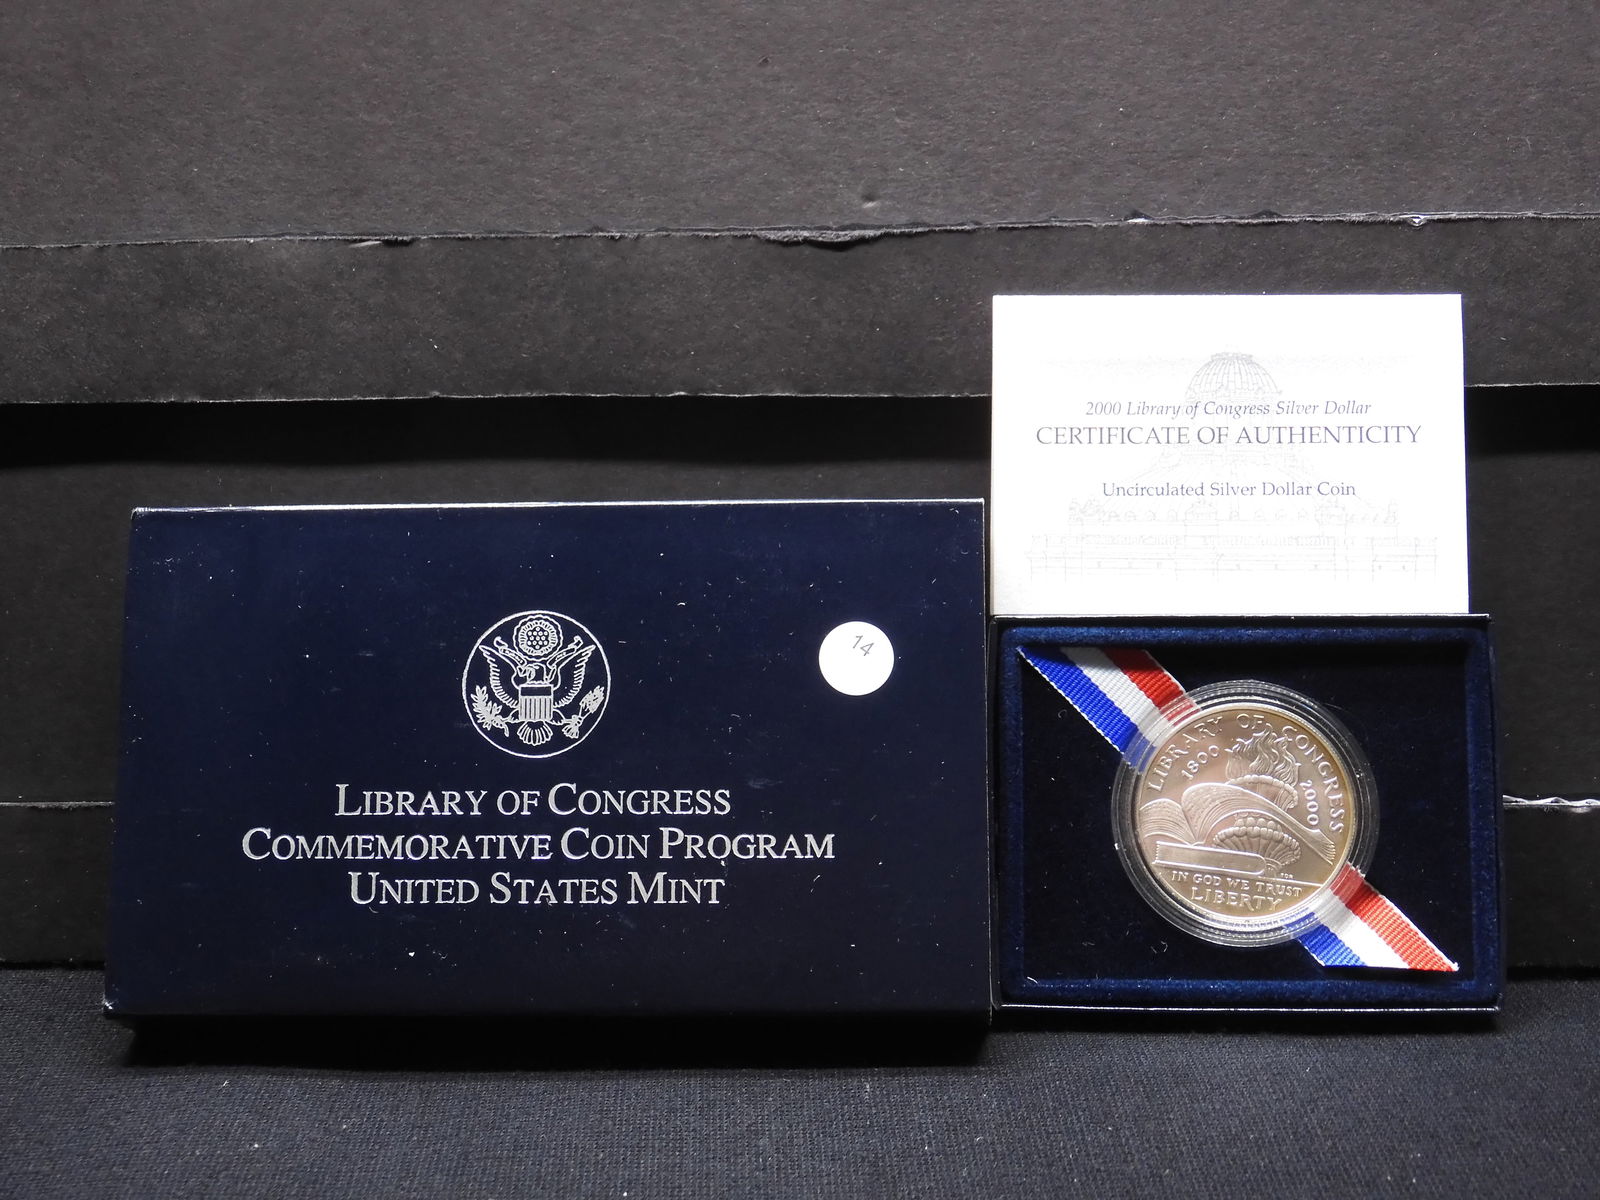 LIBRARY OF CONGRESS
COMMEMORATIVE COIN PROGRAM
UNITED STATES MINT
14
2000 Library of Congress Silver Dollar
CERTIFICATE OF AUTHENTICITY
Uncirculated Silver Dollar Coin
LIBRARY OF CONGRESS
1800
2000
IN GOD WE TRUST
LIBERTY